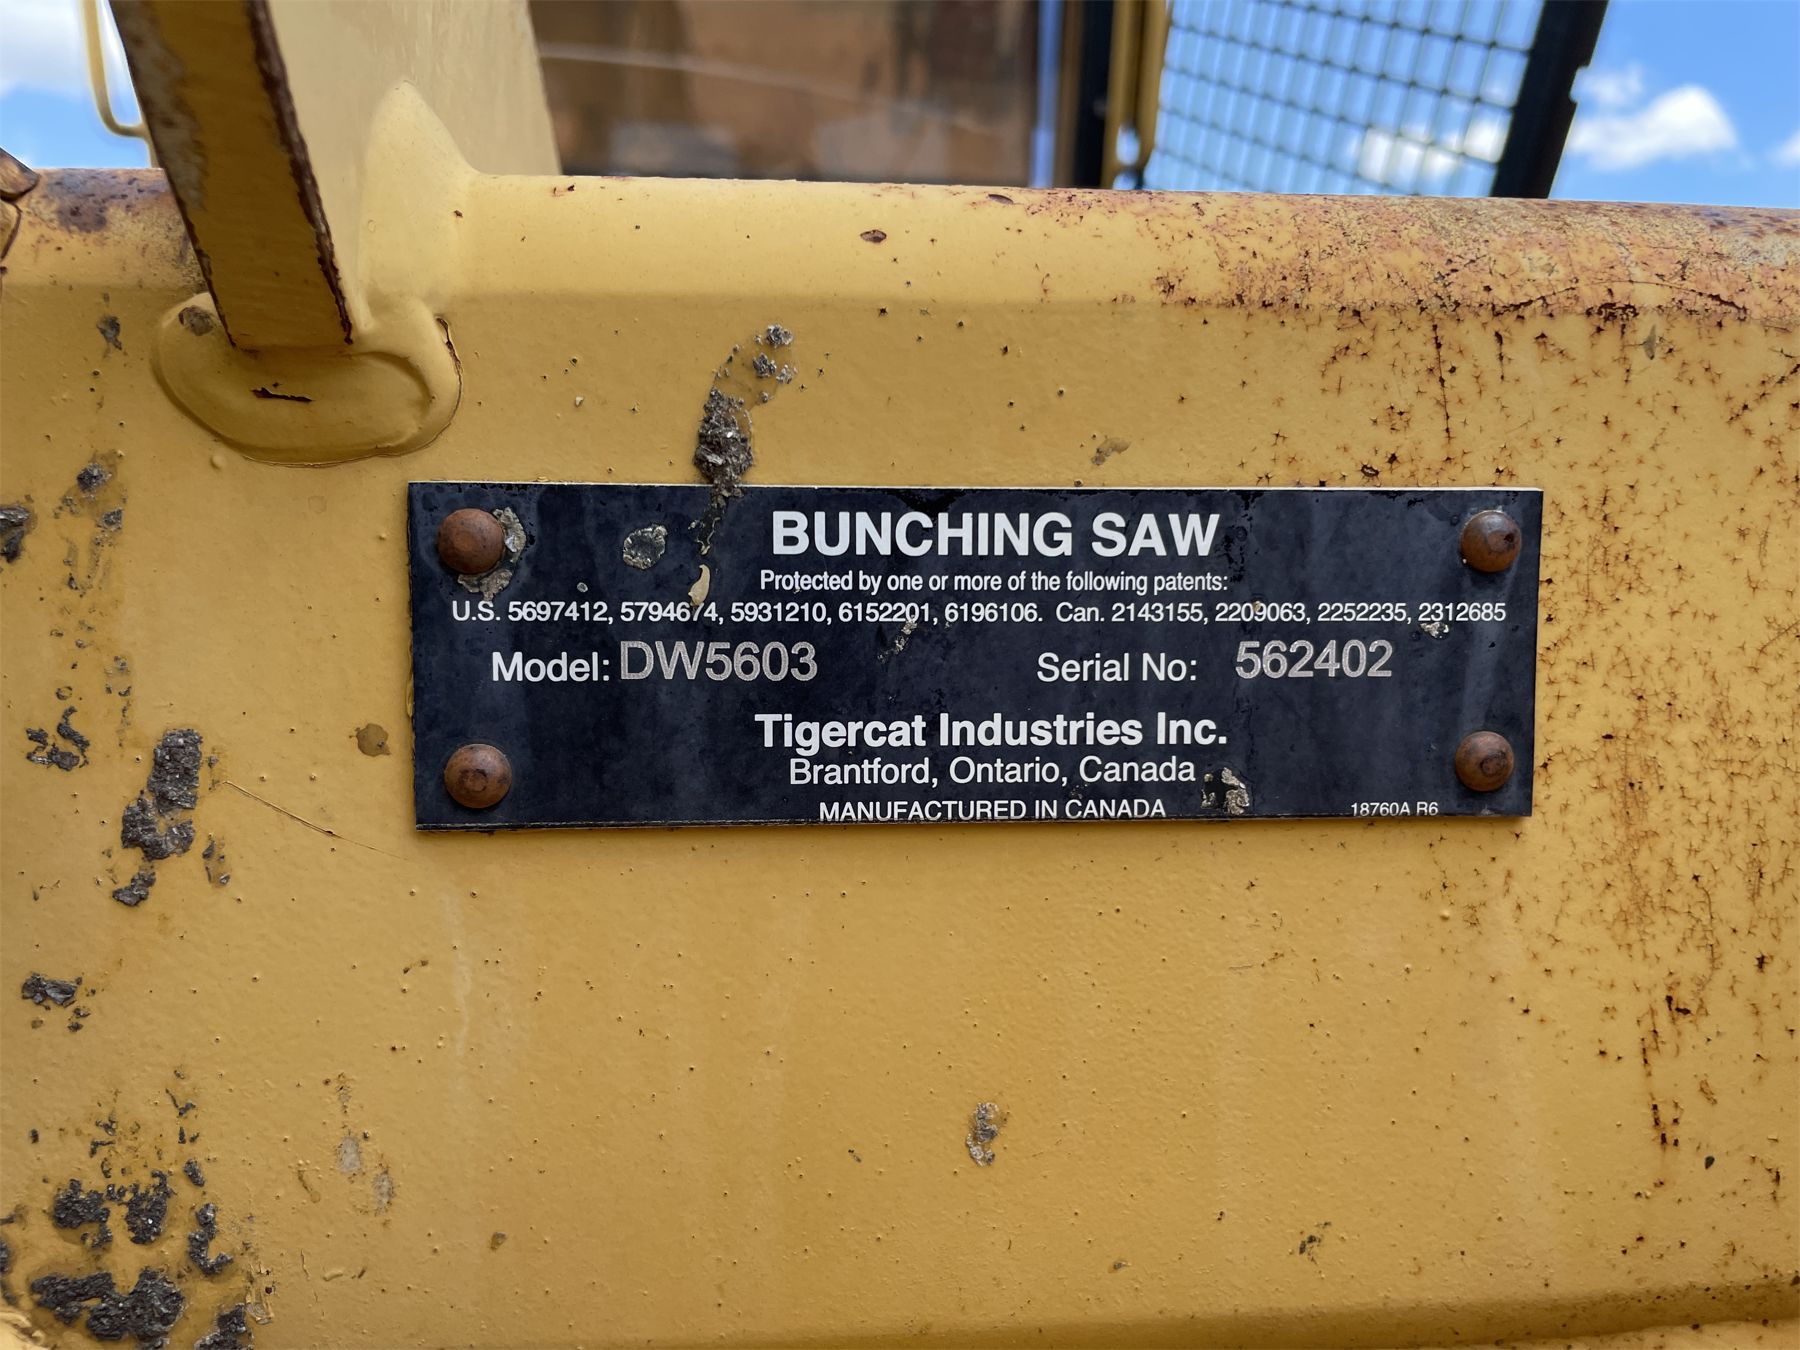 BUNCHING SAW
Protected by one or more of the following patents:
U.S. 5697412, 5794674, 5931210, 6152201, 6196106. Can. 2143155, 2209063, 2252235, 2312685
Model: DW5603 Serial No: 562402
Tigercat Industries Inc.
Brantford, Ontario, Canada
MANUFACTURED IN CANADA 18760A R6